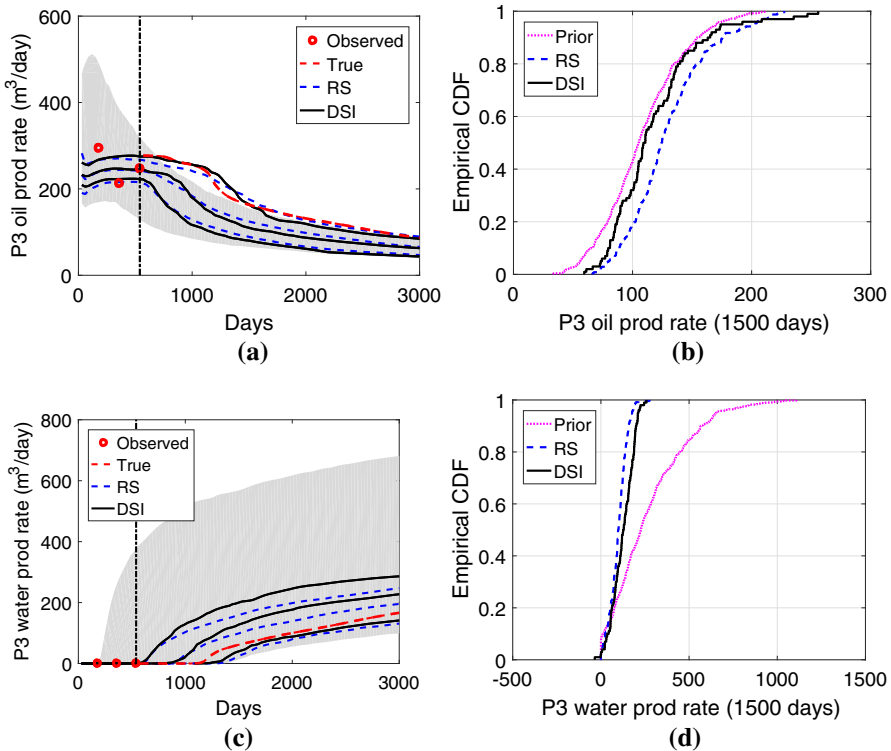 600
400
200
0
P3 oil prod rate (m³/day)
Observed
True
RS
DSI
0 1000 2000 3000
Days
(a)
1
0.8
0.6
0.4
0.2
0
Empirical CDF
Prior
RS
DSI
0 100 200 300
P3 oil prod rate (1500 days)
(b)
800
600
400
200
0
P3 water prod rate (m³/day)
Observed
True
RS
DSI
0 1000 2000 3000
Days
(c)
1
0.8
0.6
0.4
0.2
0
Empirical CDF
Prior
RS
DSI
-500 0 500 1000 1500
P3 water prod rate (1500 days)
(d)